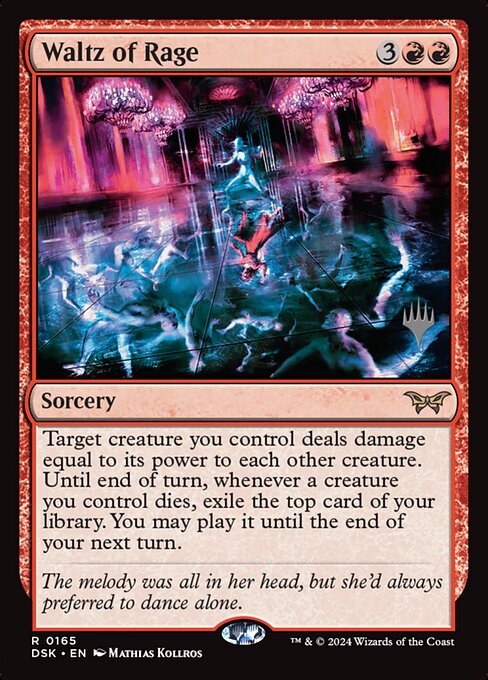 Waltz of Rage 3
Sorcery
Target creature you control deals damage
equal to its power to each other creature.
Until end of turn, whenever a creature
you control dies, exile the top card of your
library. You may play it until the end of
your next turn.
The melody was all in her head, but she'd always
preferred to dance alone.
R 0165
DSK • EN Mathias Kollros
™ & © 2024 Wizards of the Coast